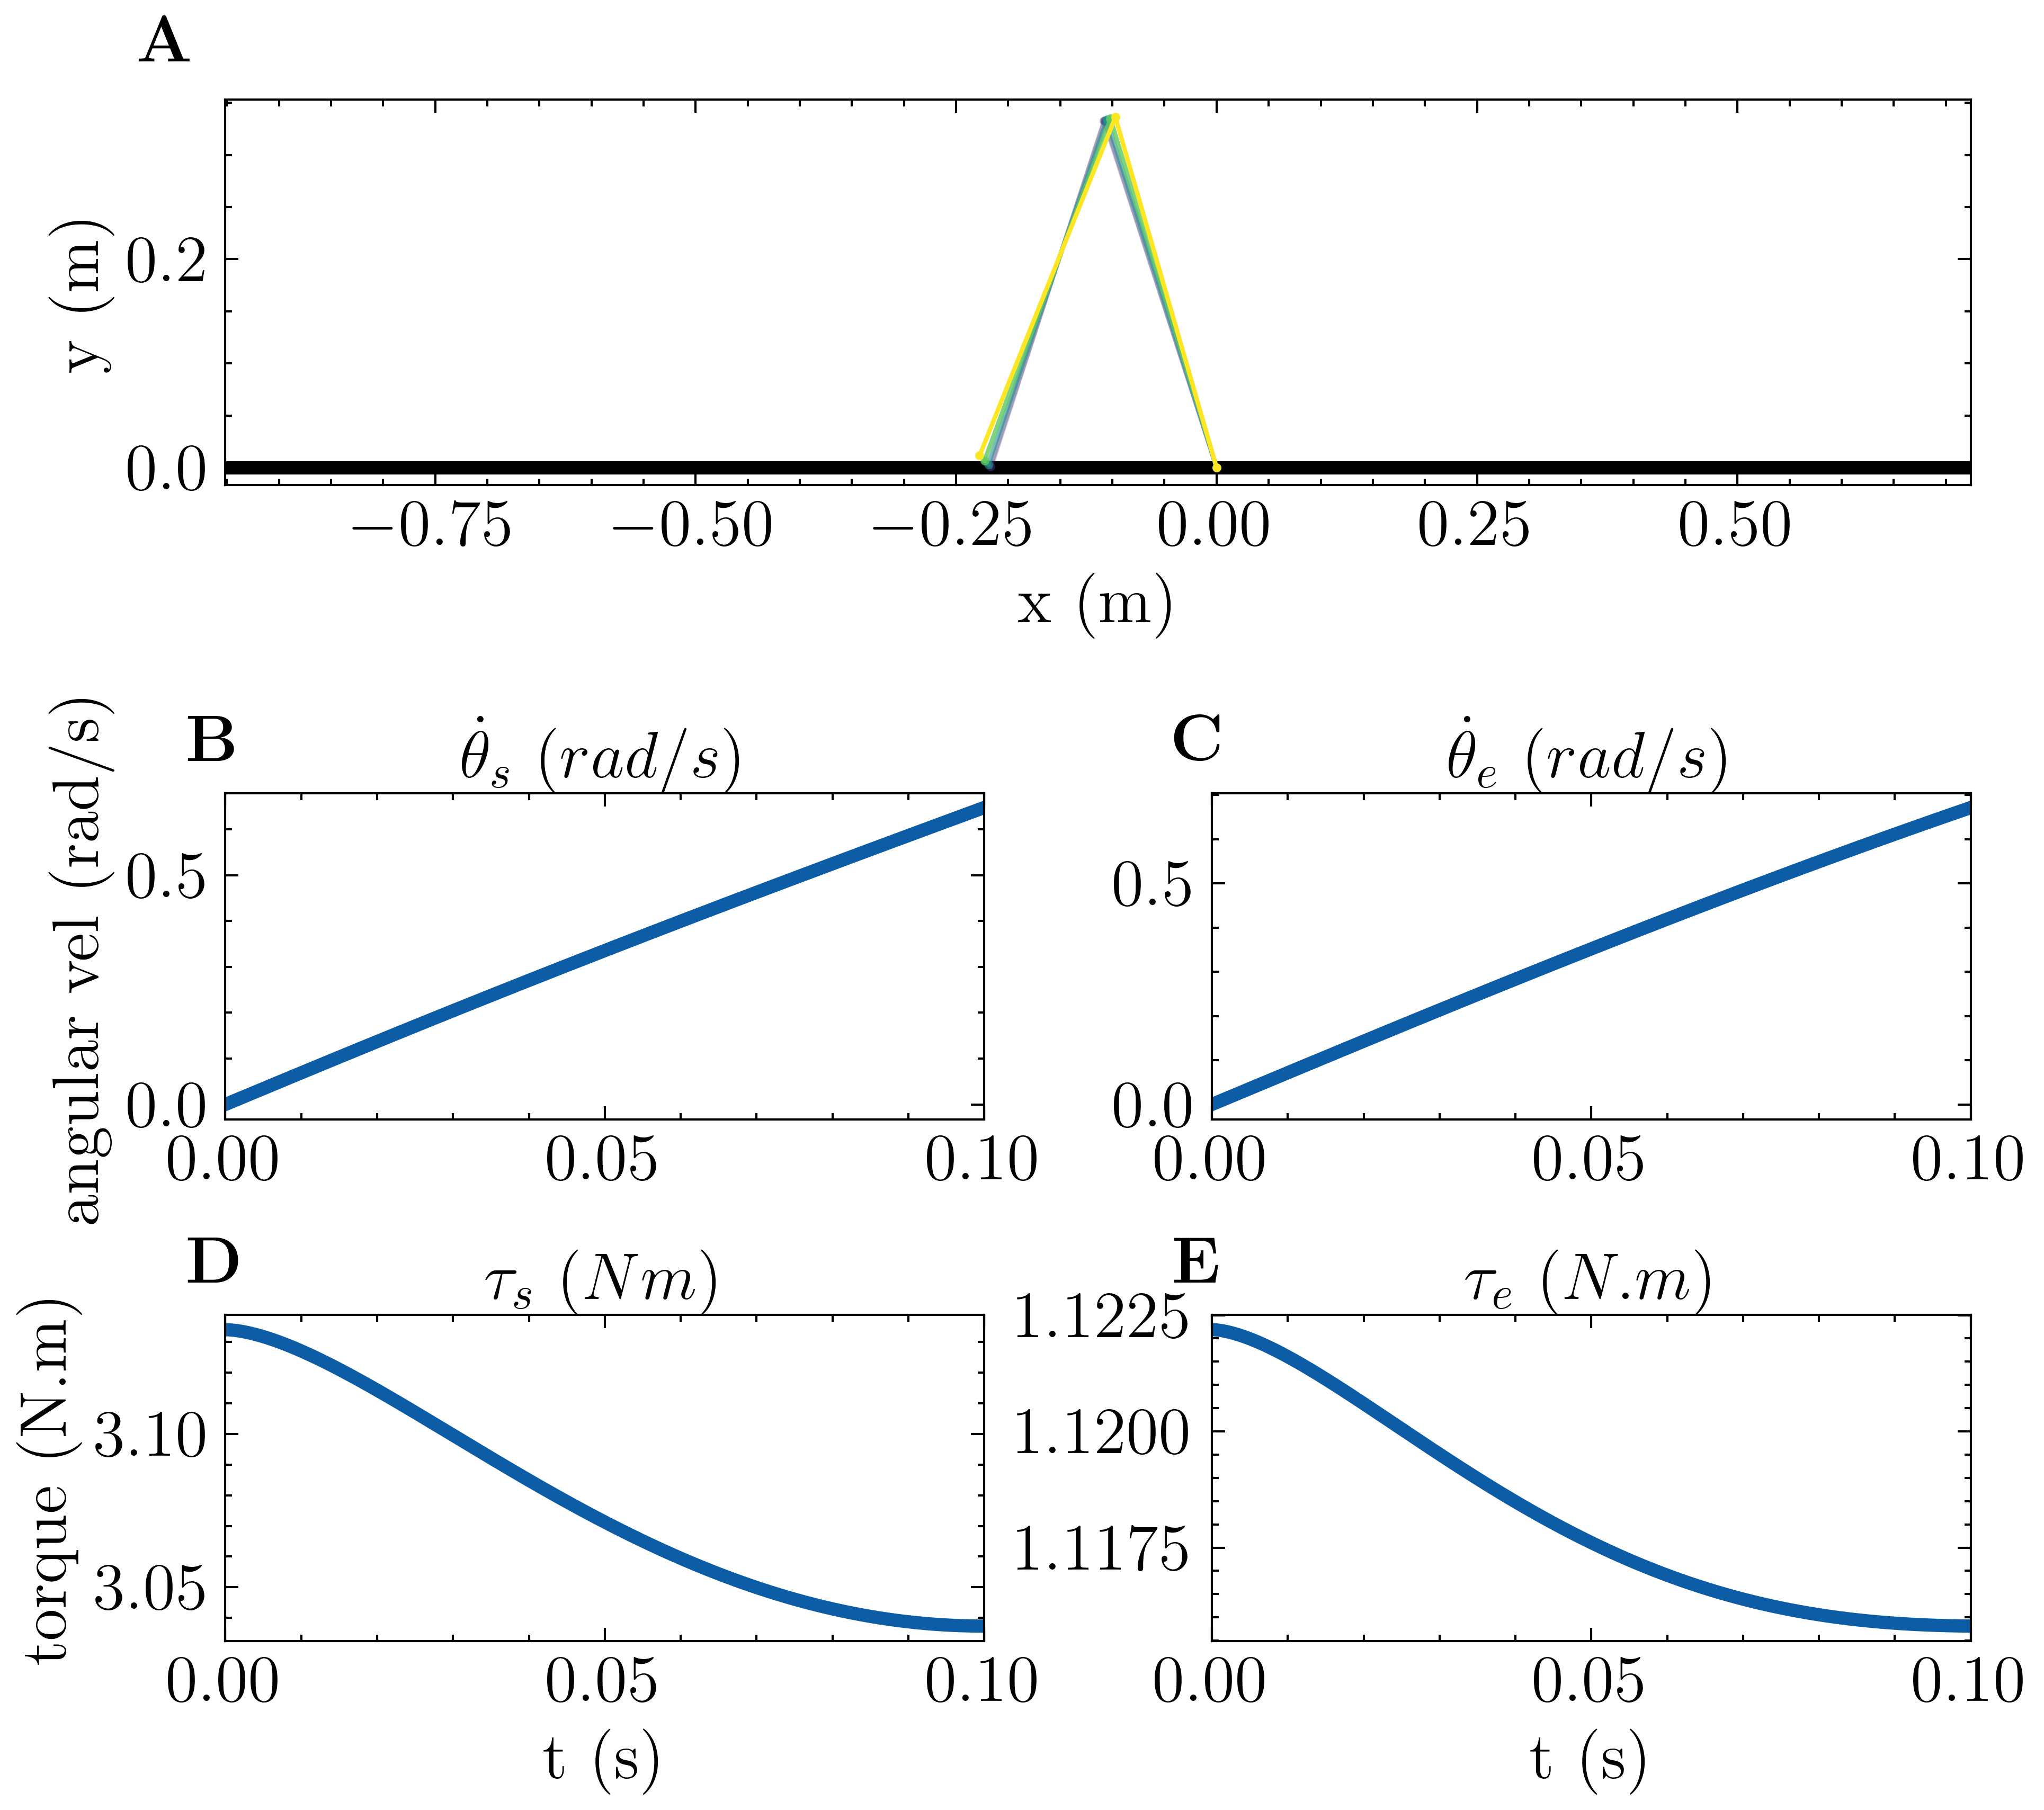 A
y (m)
0.2
0.0
−0.75 −0.50 −0.25 0.00 0.25 0.50
x (m)
angular vel (rad/s)
B
θ̇ₛ (rad/s)
0.5
0.0
0.00 0.05 0.10
C
θ̇ₑ (rad/s)
0.5
0.0
0.00 0.05 0.10
torque (N.m)
D
τₛ (Nm)
3.10
3.05
0.00 0.05 0.10
t (s)
E
τₑ (N.m)
1.1225
1.1200
1.1175
0.00 0.05 0.10
t (s)